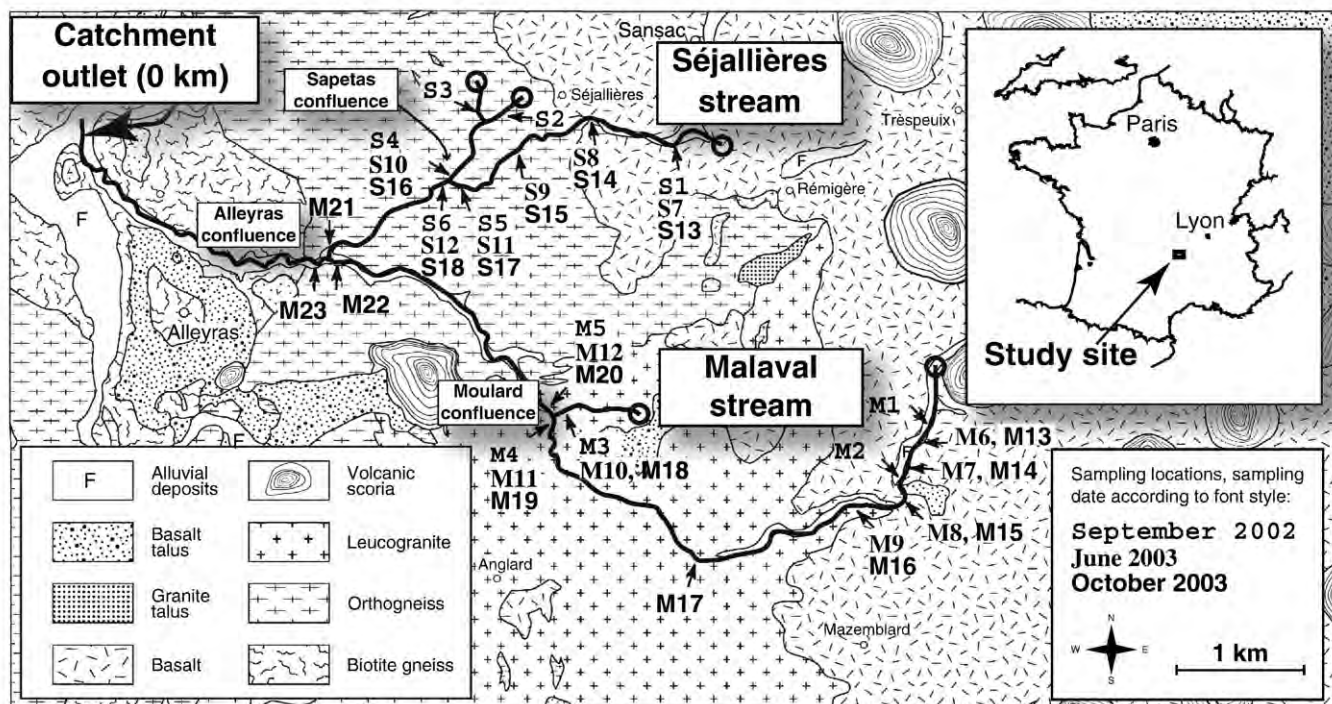 Catchment
outlet (0 km)
Sapetas
confluence
S3
S2
Sansac
Séjallières
Séjallières
stream
Trèspeux
F
Rémigère
S4
S10
S16
S8
S14
S9
S15
S1
S7
S13
S6
S12
S18
S5
S11
S17
M21
Alleyras
confluence
F
M23
M22
Alleyras
M5
M12
M20
Moulard
confluence
Malaval
stream
M4
M11
M19
M3
M10, M18
M1
M2
F
M6, M13
M7, M14
M8, M15
M9
M16
M17
Anglard
Mazemblard
F
Paris
Lyon
Study site
F
Alluvial
deposits
Volcanic
scoria
Basalt
talus
Leucogranite
Granite
talus
Orthogneiss
Basalt
Biotite gneiss
Sampling locations, sampling
date according to font style:
September 2002
June 2003
October 2003
N
W
E
S
1 km